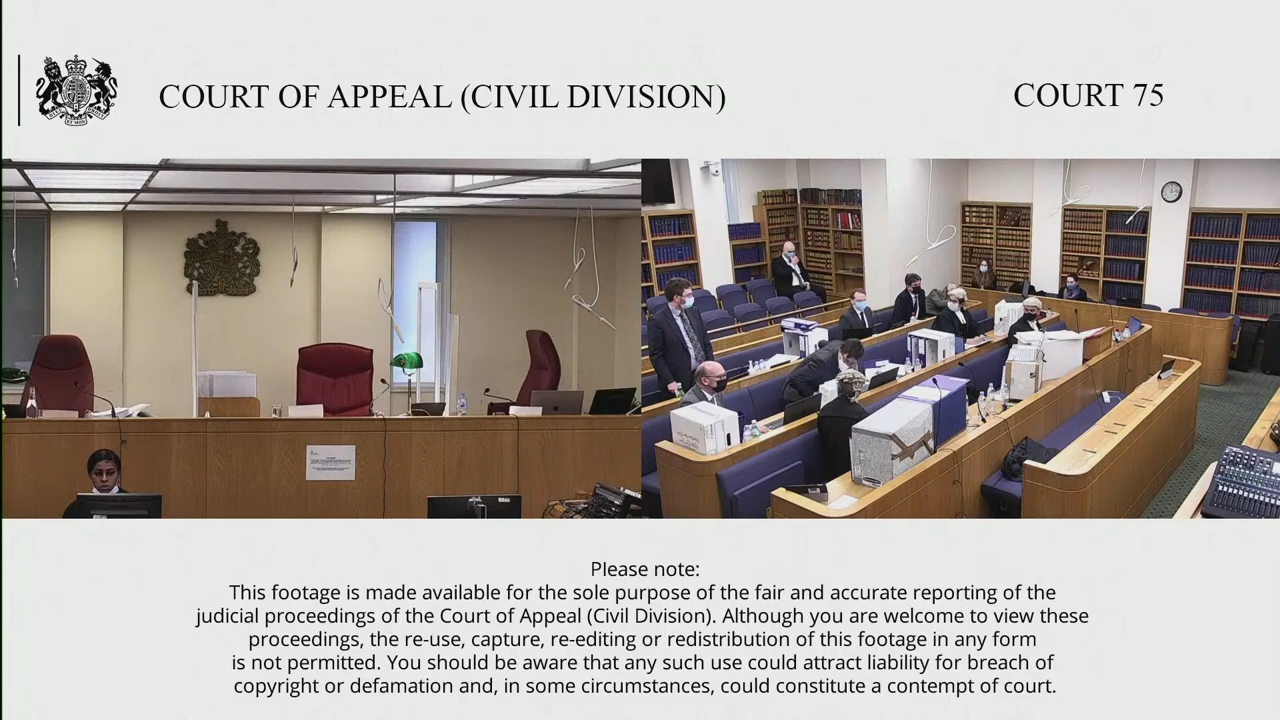 COURT OF APPEAL (CIVIL DIVISION)
COURT 75
Please note:
This footage is made available for the sole purpose of the fair and accurate reporting of the
judicial proceedings of the Court of Appeal (Civil Division). Although you are welcome to view these
proceedings, the re-use, capture, re-editing or redistribution of this footage in any form
is not permitted. You should be aware that any such use could attract liability for breach of
copyright or defamation and, in some circumstances, could constitute a contempt of court.